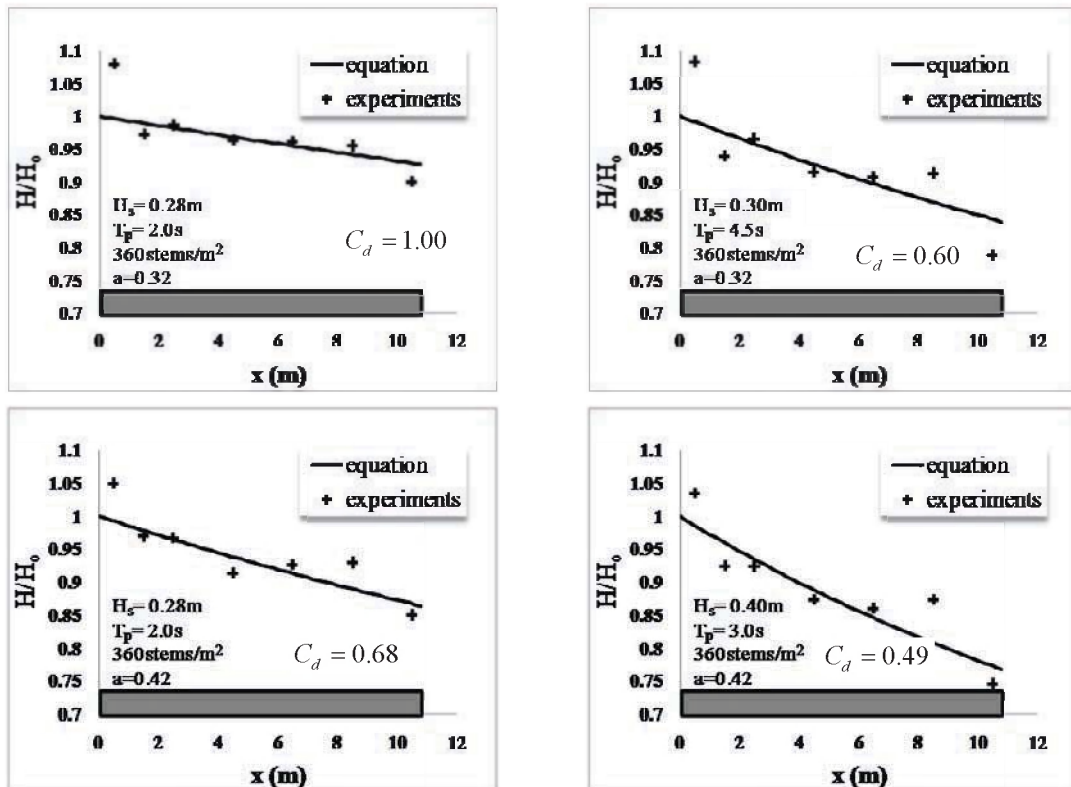 1.1
1.05
1
0.95
0.9
0.85
0.8
0.75
0.7
H/Hₒ
equation
experiments
Hₛ= 0.28m
Tₚ= 2.0s
360stems/m²
a=0.32
C_d = 1.00
0 2 4 6 8 10 12
x (m)
1.1
1.05
1
0.95
0.9
0.85
0.8
0.75
0.7
H/Hₒ
equation
experiments
Hₛ= 0.30m
Tₚ= 4.5s
360stems/m²
a=0.32
C_d = 0.60
0 2 4 6 8 10 12
x (m)
1.1
1.05
1
0.95
0.9
0.85
0.8
0.75
0.7
H/Hₒ
equation
experiments
Hₛ= 0.28m
Tₚ= 2.0s
360stems/m²
a=0.42
C_d = 0.68
0 2 4 6 8 10 12
x (m)
1.1
1.05
1
0.95
0.9
0.85
0.8
0.75
0.7
H/Hₒ
equation
experiments
Hₛ= 0.40m
Tₚ= 3.0s
360stems/m²
a=0.42
C_d = 0.49
0 2 4 6 8 10 12
x (m)